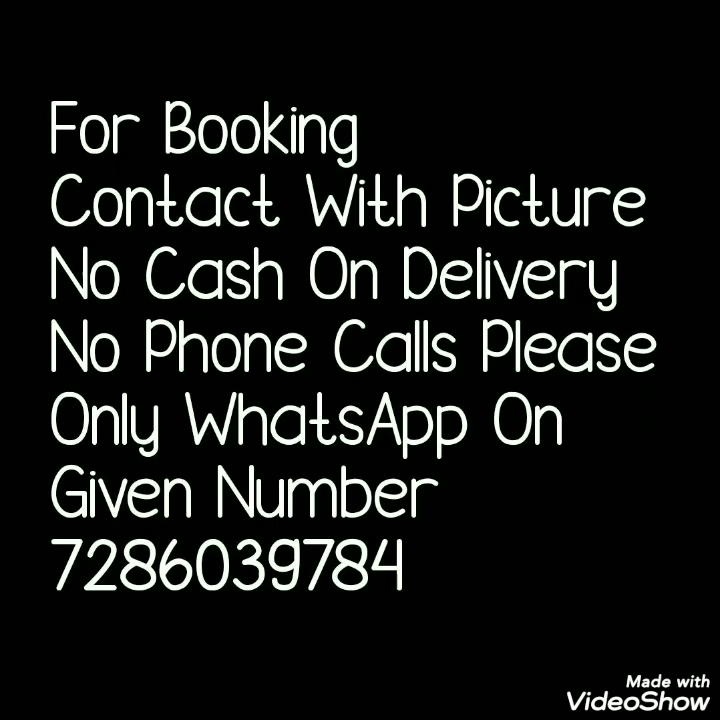 For Booking
Contact With Picture
No Cash On Delivery
No Phone Calls Please
Only WhatsApp On
Given Number
7286039784
Made with
VideoShow